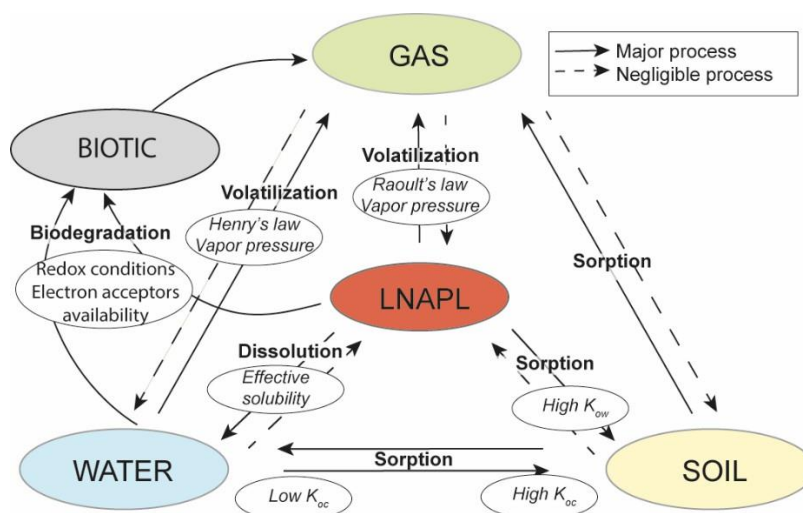 GAS
Major process
Negligible process
BIOTIC
Volatilization
Raoult's law
Vapor pressure
Volatilization
Henry's law
Vapor pressure
Biodegradation
Redox conditions
Electron acceptors
availability
Sorption
LNAPL
Dissolution
Effective
solubility
Sorption
High Kow
WATER
Sorption
SOIL
Low Koc
High Koc